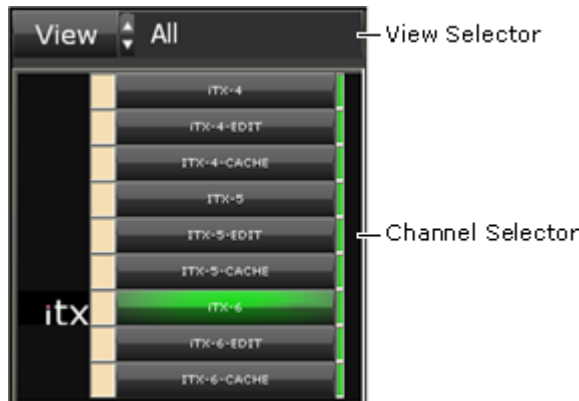 View All
View Selector
iTX-4
iTX-4-EDIT
ITX-4-CACHE
ITX-5
ITX-5-EDIT
ITX-5-CACHE
Channel Selector
itx
iTX-6
iTX-6-EDIT
ITX-6-CACHE